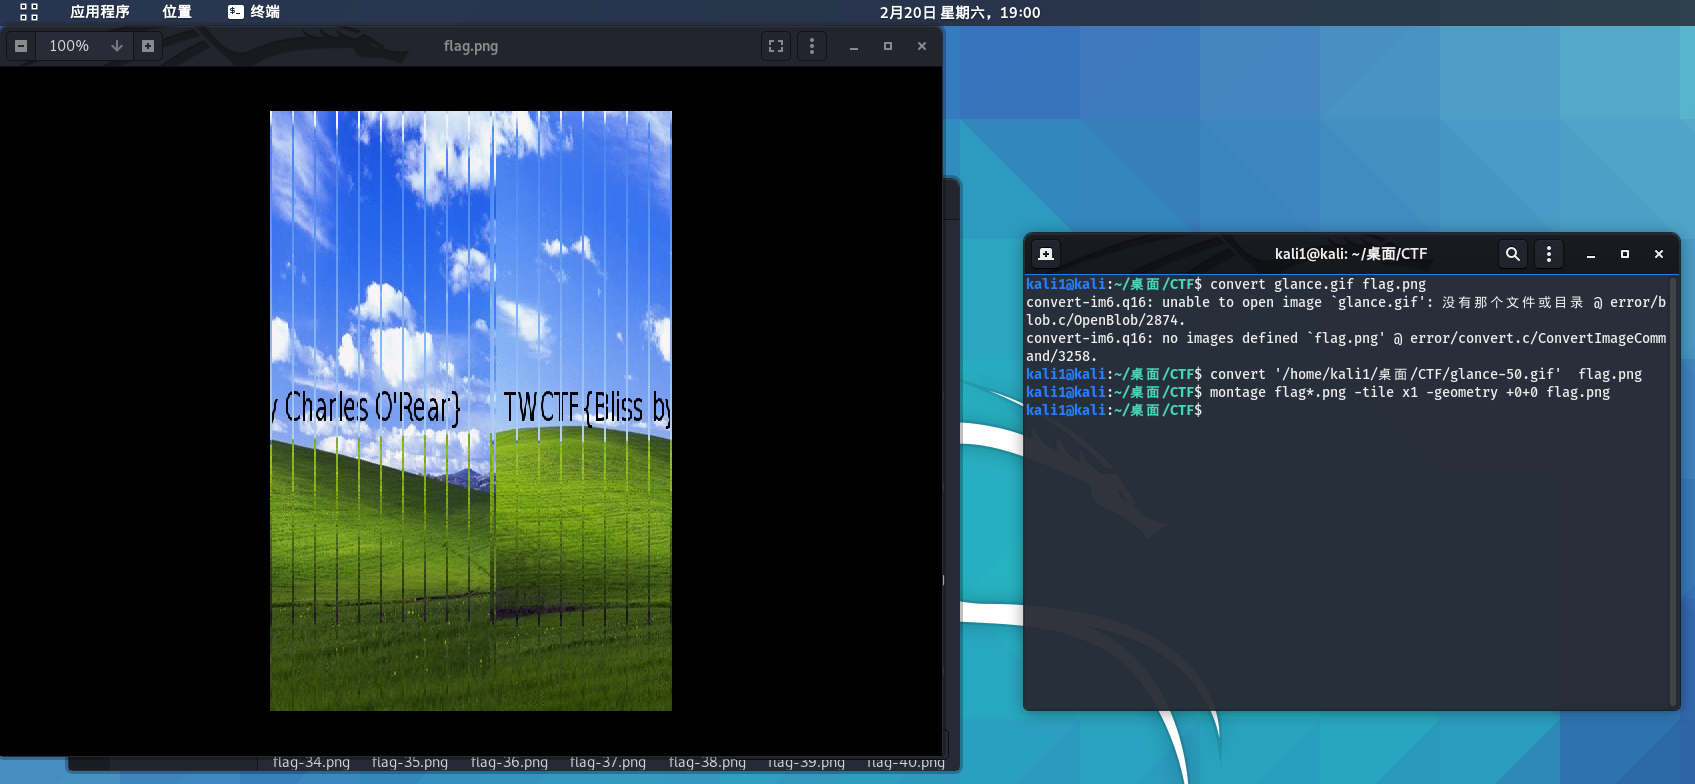 应用程序 位置 终端 2月20日 星期六，19:00
100% flag.png
kali1@kali: ~/桌面/CTF
kali1@kali:~/桌面/CTF$ convert glance.gif flag.png
convert-im6.q16: unable to open image `glance.gif': 没有那个文件或目录 @ error/b
lob.c/OpenBlob/2874.
convert-im6.q16: no images defined `flag.png' @ error/convert.c/ConvertImageComm
and/3258.
kali1@kali:~/桌面/CTF$ convert '/home/kali1/桌面/CTF/glance-50.gif'  flag.png
kali1@kali:~/桌面/CTF$ montage flag*.png -tile x1 -geometry +0+0 flag.png
kali1@kali:~/桌面/CTF$
y Charles O'Rear} TWCTF{Bliss by
flag-34.png flag-35.png flag-36.png flag-37.png flag-38.png flag-39.png flag-40.png